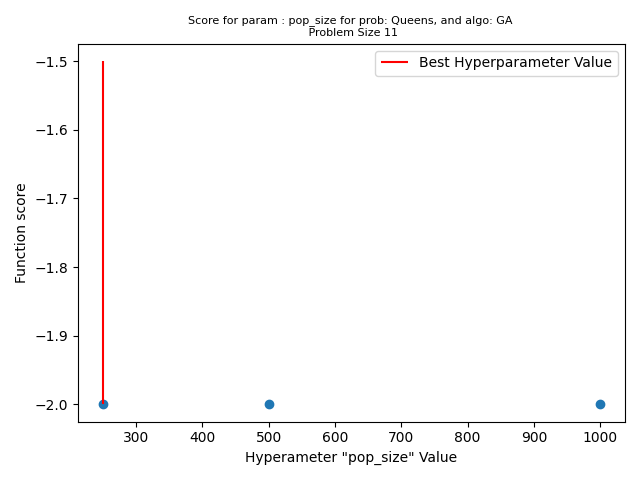 Score for param : pop_size for prob: Queens, and algo: GA
Problem Size 11
Best Hyperparameter Value
Function score
−1.5
−1.6
−1.7
−1.8
−1.9
−2.0
300 400 500 600 700 800 900 1000
Hyperameter "pop_size" Value